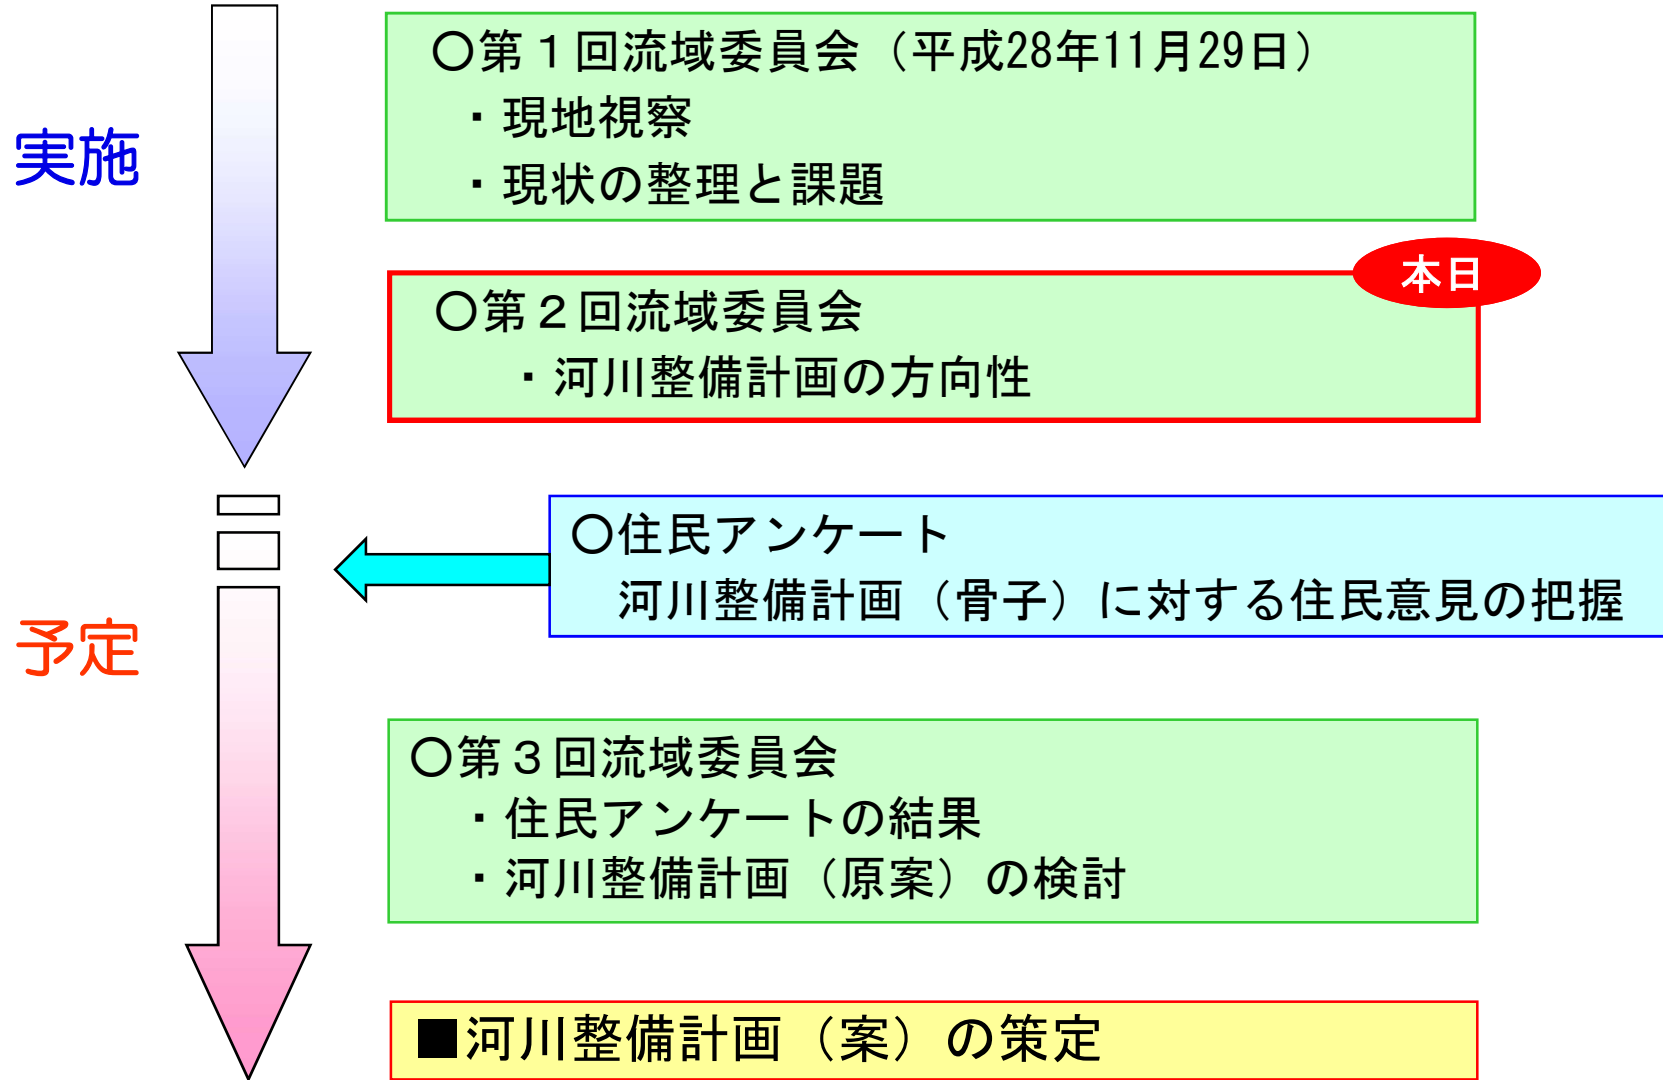 実施
〇第１回流域委員会（平成28年11月29日）
・現地視察
・現状の整理と課題
本日
〇第２回流域委員会
・河川整備計画の方向性
〇住民アンケート
河川整備計画（骨子）に対する住民意見の把握
予定
〇第３回流域委員会
・住民アンケートの結果
・河川整備計画（原案）の検討
■河川整備計画（案）の策定